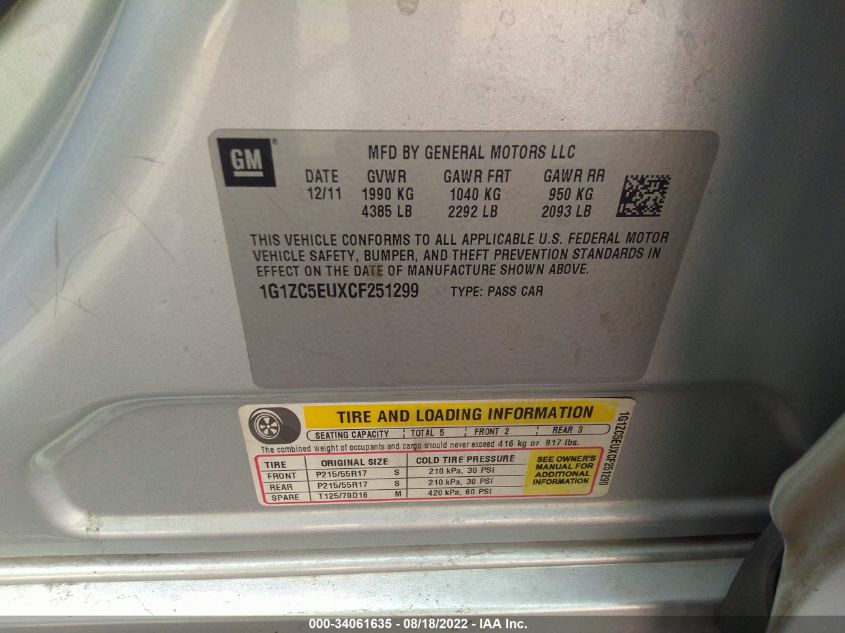 GM
MFD BY GENERAL MOTORS LLC
DATE GVWR GAWR FRT GAWR RR
12/11 1990 KG 1040 KG 950 KG
4385 LB 2292 LB 2093 LB
THIS VEHICLE CONFORMS TO ALL APPLICABLE U.S. FEDERAL MOTOR
VEHICLE SAFETY, BUMPER, AND THEFT PREVENTION STANDARDS IN
EFFECT ON THE DATE OF MANUFACTURE SHOWN ABOVE.
1G1ZC5EUXCF251299 TYPE: PASS CAR
TIRE AND LOADING INFORMATION
SEATING CAPACITY TOTAL 5 FRONT 2 REAR 3
The combined weight of occupants and cargo should never exceed 416 kg or 917 lbs.
TIRE ORIGINAL SIZE COLD TIRE PRESSURE
FRONT P215/55R17 S 210 kPa, 30 PSI
REAR P215/55R17 S 210 kPa, 30 PSI
SPARE T125/70D16 M 420 kPa, 60 PSI
SEE OWNER'S
MANUAL FOR
ADDITIONAL
INFORMATION
1G1ZC5EUXCF251299
000-34061635 - 08/18/2022 - IAA Inc.